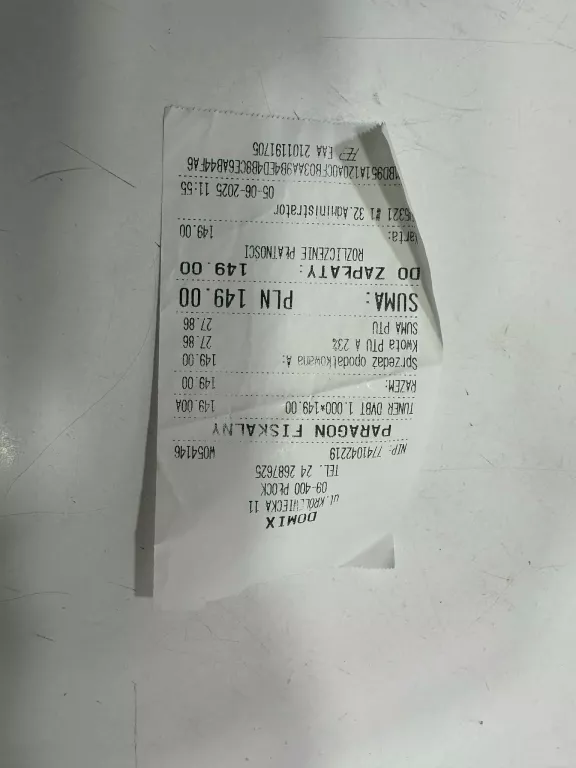 DOMIX
ul. KRÓLEWIECKA 11
09-400 PŁOCK
TEL. 24 2687625
NIP: 7741042219 W054146
PARAGON FISKALNY
TUNER DVBT 1.000*149.00 149.00A
RAZEM: 149.00
Sprzedaż opodatkowana A: 149.00
Kwota PTU A 23% 27.86
SUMA PTU 27.86
SUMA: PLN 149.00
DO ZAPŁATY: 149.00
ROZLICZENIE PŁATNOŚCI
Karta: 149.00
#1 32.Administrator
05-06-2025 11:55
EAA 2101191705